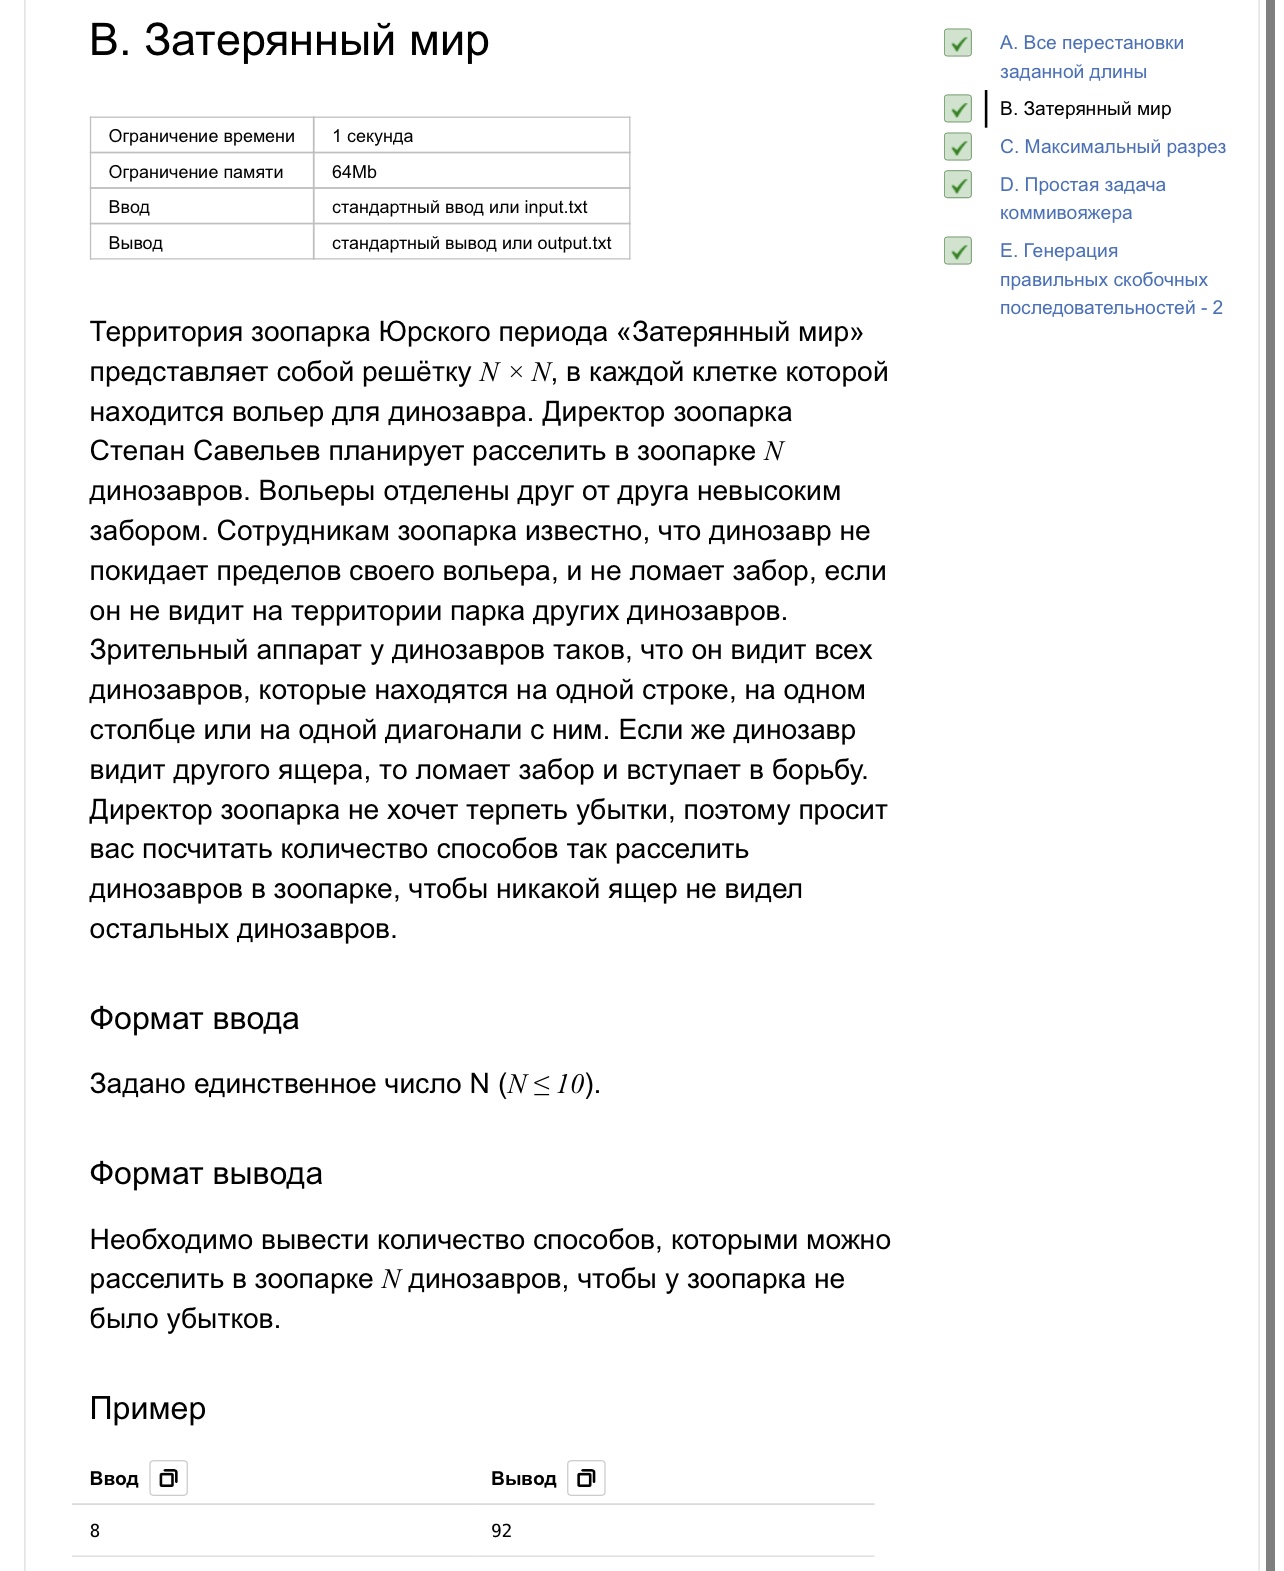 B. Затерянный мир
Ограничение времени 1 секунда
Ограничение памяти 64Mb
Ввод стандартный ввод или input.txt
Вывод стандартный вывод или output.txt
Территория зоопарка Юрского периода «Затерянный мир»
представляет собой решётку N × N, в каждой клетке которой
находится вольер для динозавра. Директор зоопарка
Степан Савельев планирует расселить в зоопарке N
динозавров. Вольеры отделены друг от друга невысоким
забором. Сотрудникам зоопарка известно, что динозавр не
покидает пределов своего вольера, и не ломает забор, если
он не видит на территории парка других динозавров.
Зрительный аппарат у динозавров таков, что он видит всех
динозавров, которые находятся на одной строке, на одном
столбце или на одной диагонали с ним. Если же динозавр
видит другого ящера, то ломает забор и вступает в борьбу.
Директор зоопарка не хочет терпеть убытки, поэтому просит
вас посчитать количество способов так расселить
динозавров в зоопарке, чтобы никакой ящер не видел
остальных динозавров.
Формат ввода
Задано единственное число N (N ≤ 10).
Формат вывода
Необходимо вывести количество способов, которыми можно
расселить в зоопарке N динозавров, чтобы у зоопарка не
было убытков.
Пример
Ввод Вывод
8 92
A. Все перестановки
заданной длины
B. Затерянный мир
C. Максимальный разрез
D. Простая задача
коммивояжера
E. Генерация
правильных скобочных
последовательностей - 2